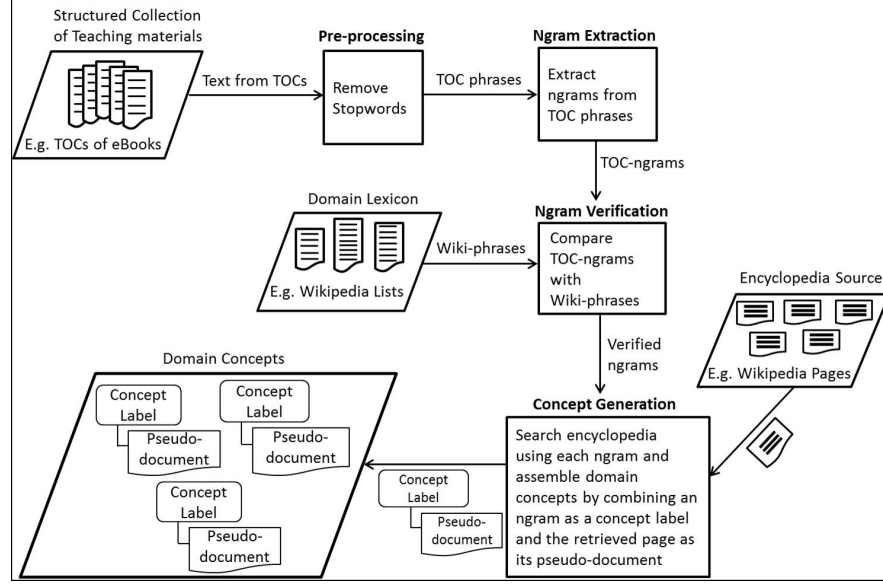 Structured Collection
of Teaching materials
E.g. TOCs of eBooks
Text from TOCs
Pre-processing
Remove
Stopwords
TOC phrases
Ngram Extraction
Extract
ngrams from
TOC phrases
TOC-ngrams
Domain Lexicon
E.g. Wikipedia Lists
Wiki-phrases
Ngram Verification
Compare
TOC-ngrams
with
Wiki-phrases
Encyclopedia Source
E.g. Wikipedia Pages
Verified
ngrams
Concept Generation
Search encyclopedia
using each ngram and
assemble domain
concepts by combining an
ngram as a concept label
and the retrieved page as
its pseudo-document
Concept
Label
Pseudo-
document
Domain Concepts
Concept
Label
Pseudo-
document
Concept
Label
Pseudo-
document
Concept
Label
Pseudo-
document